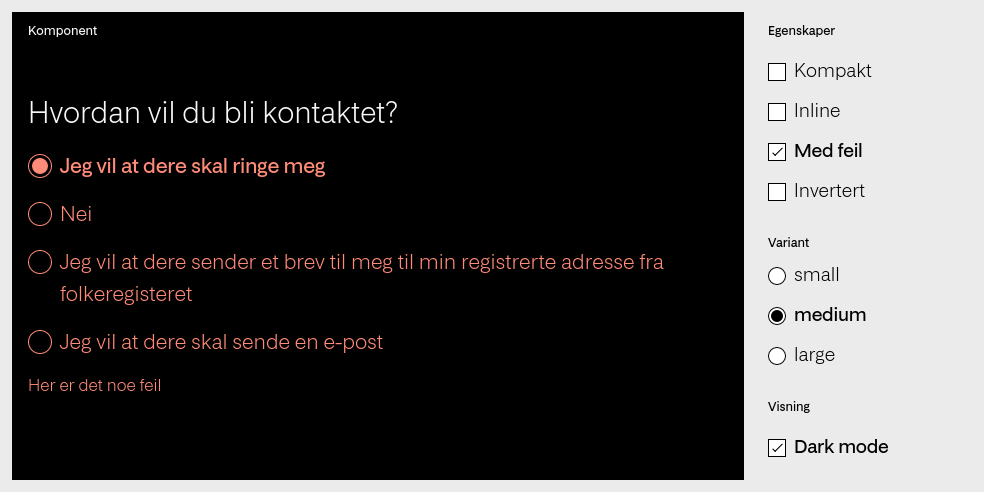 Komponent
Hvordan vil du bli kontaktet?
Jeg vil at dere skal ringe meg
Nei
Jeg vil at dere sender et brev til meg til min registrerte adresse fra
folkeregisteret
Jeg vil at dere skal sende en e-post
Her er det noe feil
Egenskaper
Kompakt
Inline
Med feil
Invertert
Variant
small
medium
large
Visning
Dark mode